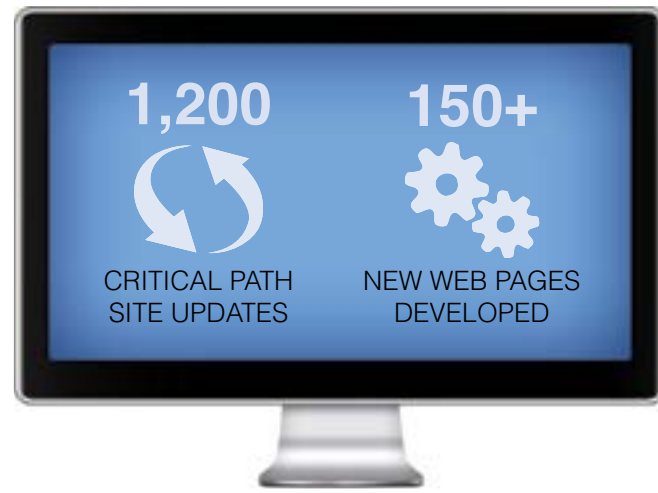 1,200
CRITICAL PATH
SITE UPDATES
150+
NEW WEB PAGES
DEVELOPED